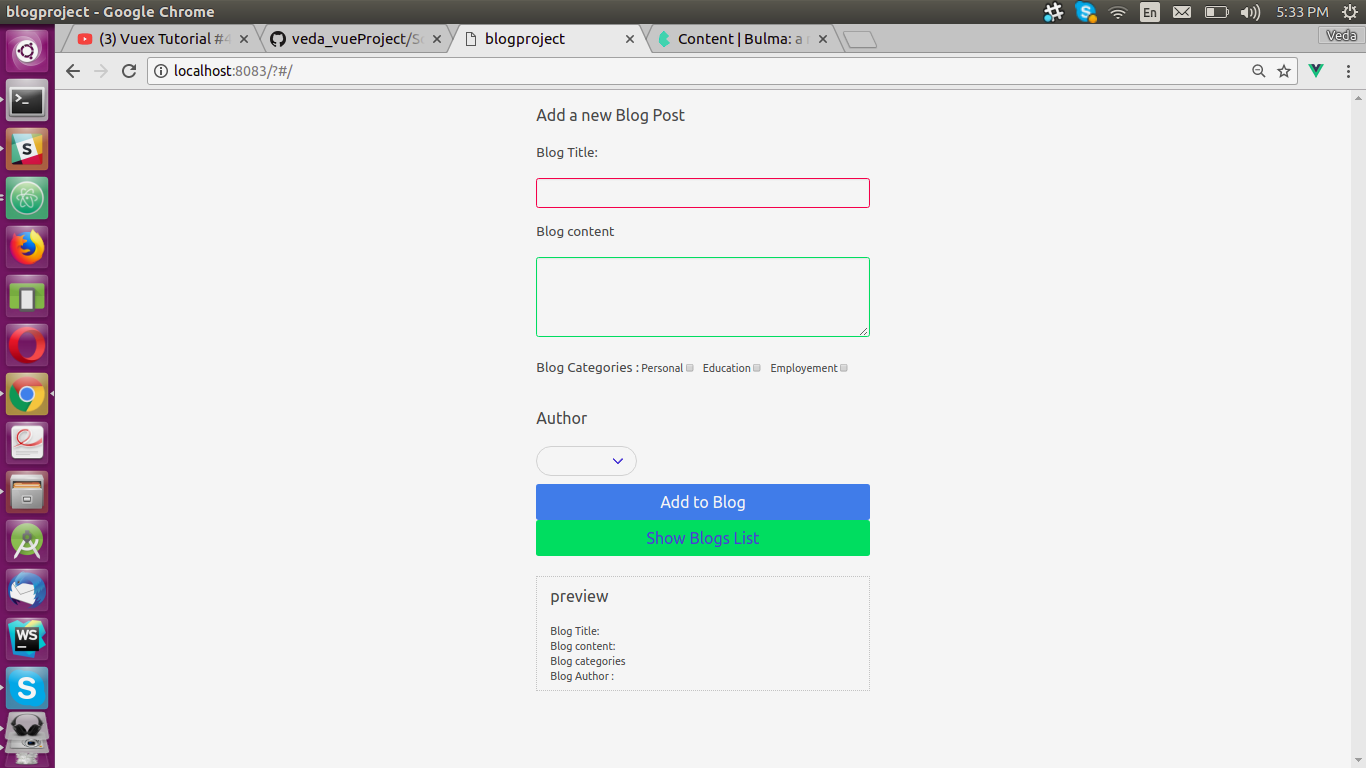 blogproject - Google Chrome
En
5:33 PM
(3) Vuex Tutorial #4
veda_vueProject/S
blogproject
Content | Bulma: a
Veda
localhost:8083/?#/
Add a new Blog Post
Blog Title:
Blog content
Blog Categories : Personal Education Employement
Author
Add to Blog
Show Blogs List
preview
Blog Title:
Blog content:
Blog categories
Blog Author :
S
WS
S